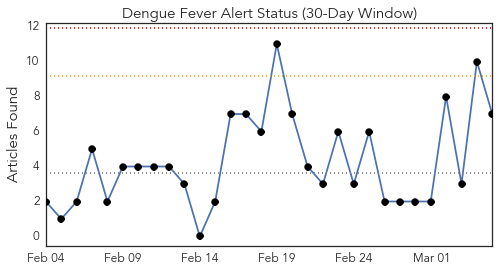 Dengue Fever Alert Status (30-Day Window)
Articles Found
12
10
8
6
4
2
0
Feb 04 Feb 09 Feb 14 Feb 19 Feb 24 Mar 01